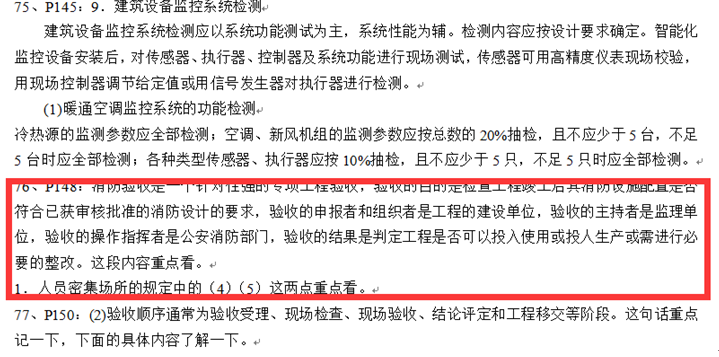 75、P145：9．建筑设备监控系统检测
建筑设备监控系统检测应以系统功能测试为主，系统性能为辅。检测内容应按设计要求确定。智能化
监控设备安装后，对传感器、执行器、控制器及系统功能进行现场测试，传感器可用高精度仪表现场校验，
用现场控制器调节给定值或用信号发生器对执行器进行检测。
(1)暖通空调监控系统的功能检测
冷热源的监测参数应全部检测；空调、新风机组的监测参数应按总数的 20%抽检，且不应少于 5 台，不足
5 台时应全部检测；各种类型传感器、执行器应按 10%抽检，且不应少于 5 只，不足 5 只时应全部检测。
76、P148：消防验收是一个针对性强的专项工程验收，验收的目的是检查工程竣工后其消防设施配置是否
符合已获审核批准的消防设计的要求，验收的申报者和组织者是工程的建设单位，验收的主持者是监理单
位，验收的操作指挥者是公安消防部门，验收的结果是判定工程是否可以投入使用或投人生产或需进行必
要的整改。这段内容重点看。
1．人员密集场所的规定中的（4）（5）这两点重点看。
77、P150：(2)验收顺序通常为验收受理、现场检查、现场验收、结论评定和工程移交等阶段。这句话重点
记一下，下面的具体内容了解一下。